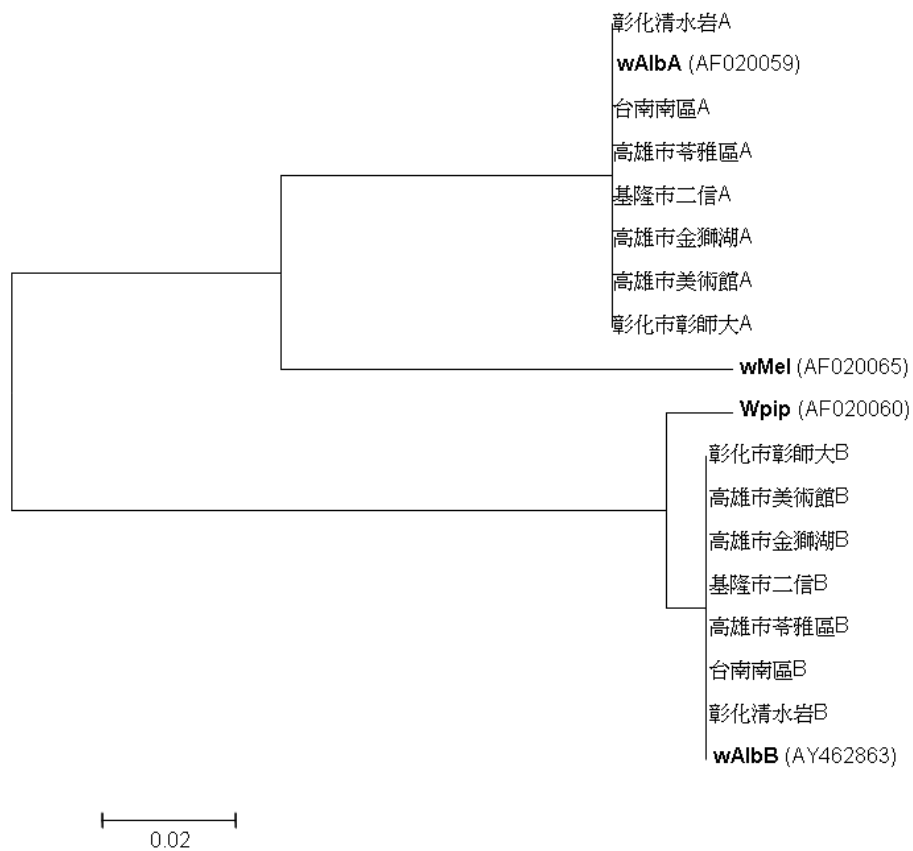 彰化清水岩A
wAlbA (AF020059)
台南南區A
高雄市苓雅區A
基隆市二信A
高雄市金獅湖A
高雄市美術館A
彰化市彰師大A
wMel (AF020065)
Wpip (AF020060)
彰化市彰師大B
高雄市美術館B
高雄市金獅湖B
基隆市二信B
高雄市苓雅區B
台南南區B
彰化清水岩B
wAlbB (AY462863)
0.02